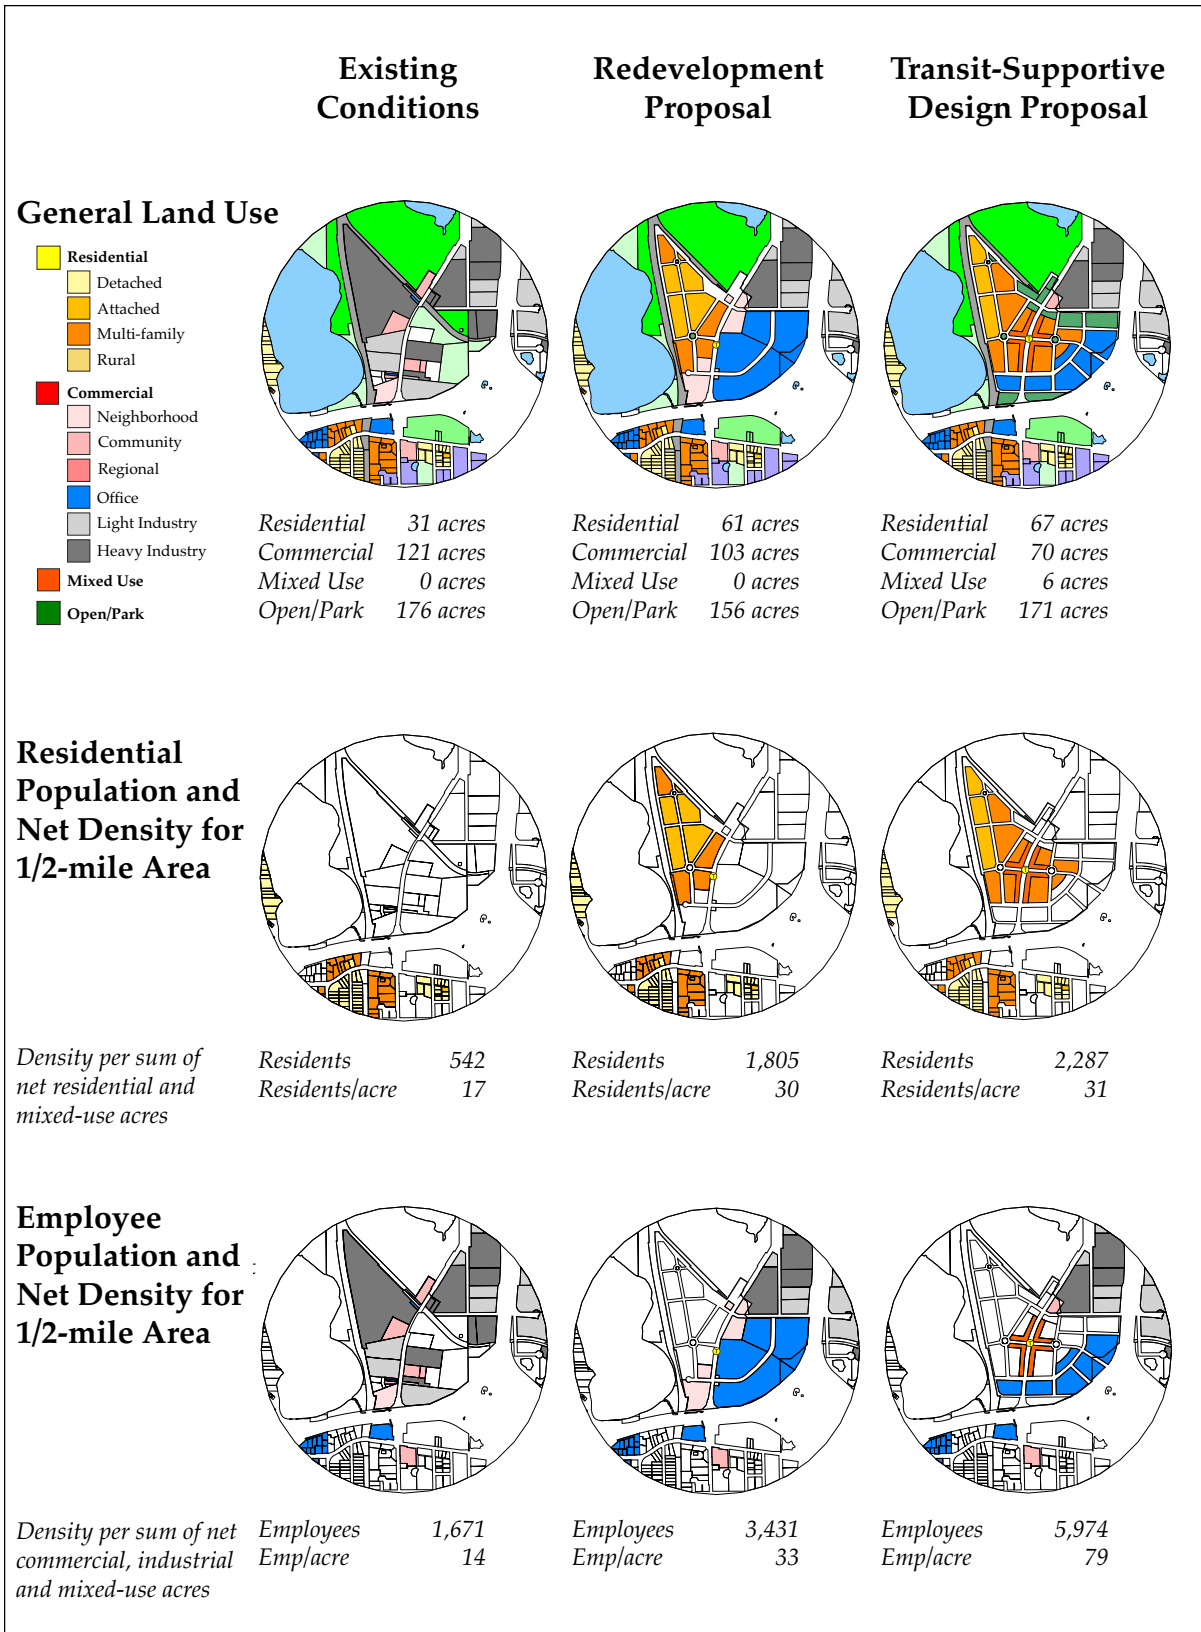 Existing
Conditions
Redevelopment
Proposal
Transit-Supportive
Design Proposal
General Land Use
Residential
Detached
Attached
Multi-family
Rural
Commercial
Neighborhood
Community
Regional
Office
Light Industry
Heavy Industry
Mixed Use
Open/Park
Residential 31 acres
Commercial 121 acres
Mixed Use 0 acres
Open/Park 176 acres
Residential 61 acres
Commercial 103 acres
Mixed Use 0 acres
Open/Park 156 acres
Residential 67 acres
Commercial 70 acres
Mixed Use 6 acres
Open/Park 171 acres
Residential
Population and
Net Density for
1/2-mile Area
Density per sum of
net residential and
mixed-use acres
Residents 542
Residents/acre 17
Residents 1,805
Residents/acre 30
Residents 2,287
Residents/acre 31
Employee
Population and
Net Density for
1/2-mile Area
:
Density per sum of net
commercial, industrial
and mixed-use acres
Employees 1,671
Emp/acre 14
Employees 3,431
Emp/acre 33
Employees 5,974
Emp/acre 79